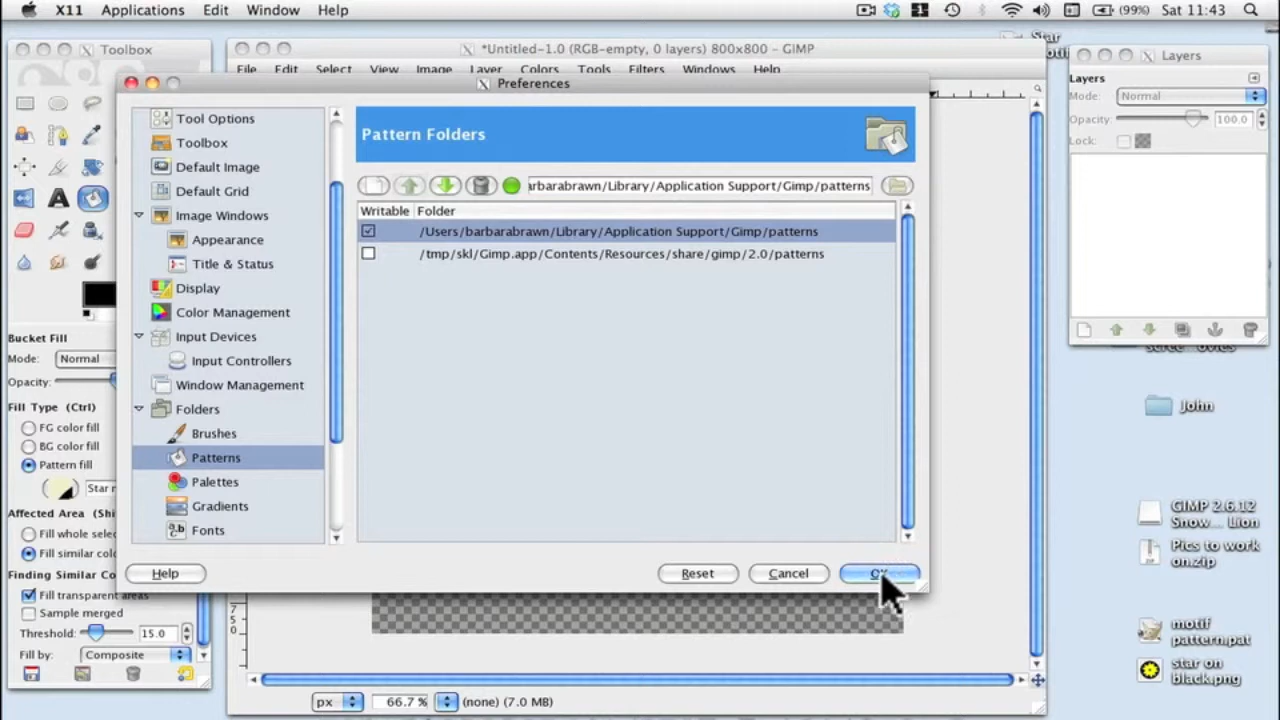 X11 Applications Edit Window Help
(99%) Sat 11:43
Star
Toolbox
*Untitled-1.0 (RGB-empty, 0 layers) 800x800 – GIMP
Layers
File Edit Select View Image Layer Colors Tools Filters Windows Help
Preferences
Layers
Mode: Normal
Opacity: 100.0
Lock:
Tool Options
Toolbox
Default Image
Default Grid
Image Windows
Appearance
Title & Status
Display
Color Management
Input Devices
Input Controllers
Window Management
Folders
Brushes
Patterns
Palettes
Gradients
Fonts
Pattern Folders
rbarabrawn/Library/Application Support/Gimp/patterns
Writable Folder
/Users/barbarabrawn/Library/Application Support/Gimp/patterns
/tmp/skl/Gimp.app/Contents/Resources/share/gimp/2.0/patterns
Help Reset Cancel OK
Bucket Fill
Mode: Normal
Opacity:
Fill Type (Ctrl)
FG color fill
BG color fill
Pattern fill
Star
Affected Area (Shi
Fill whole selec
Fill similar colo
Finding Similar Co
Fill transparent areas
Sample merged
Threshold: 15.0
Fill by: Composite
750
px 66.7 % (none) (7.0 MB)
John
GIMP 2.6.12
Snow... Lion
Pics to work
on.zip
motif
pattern.pat
star on
black.png